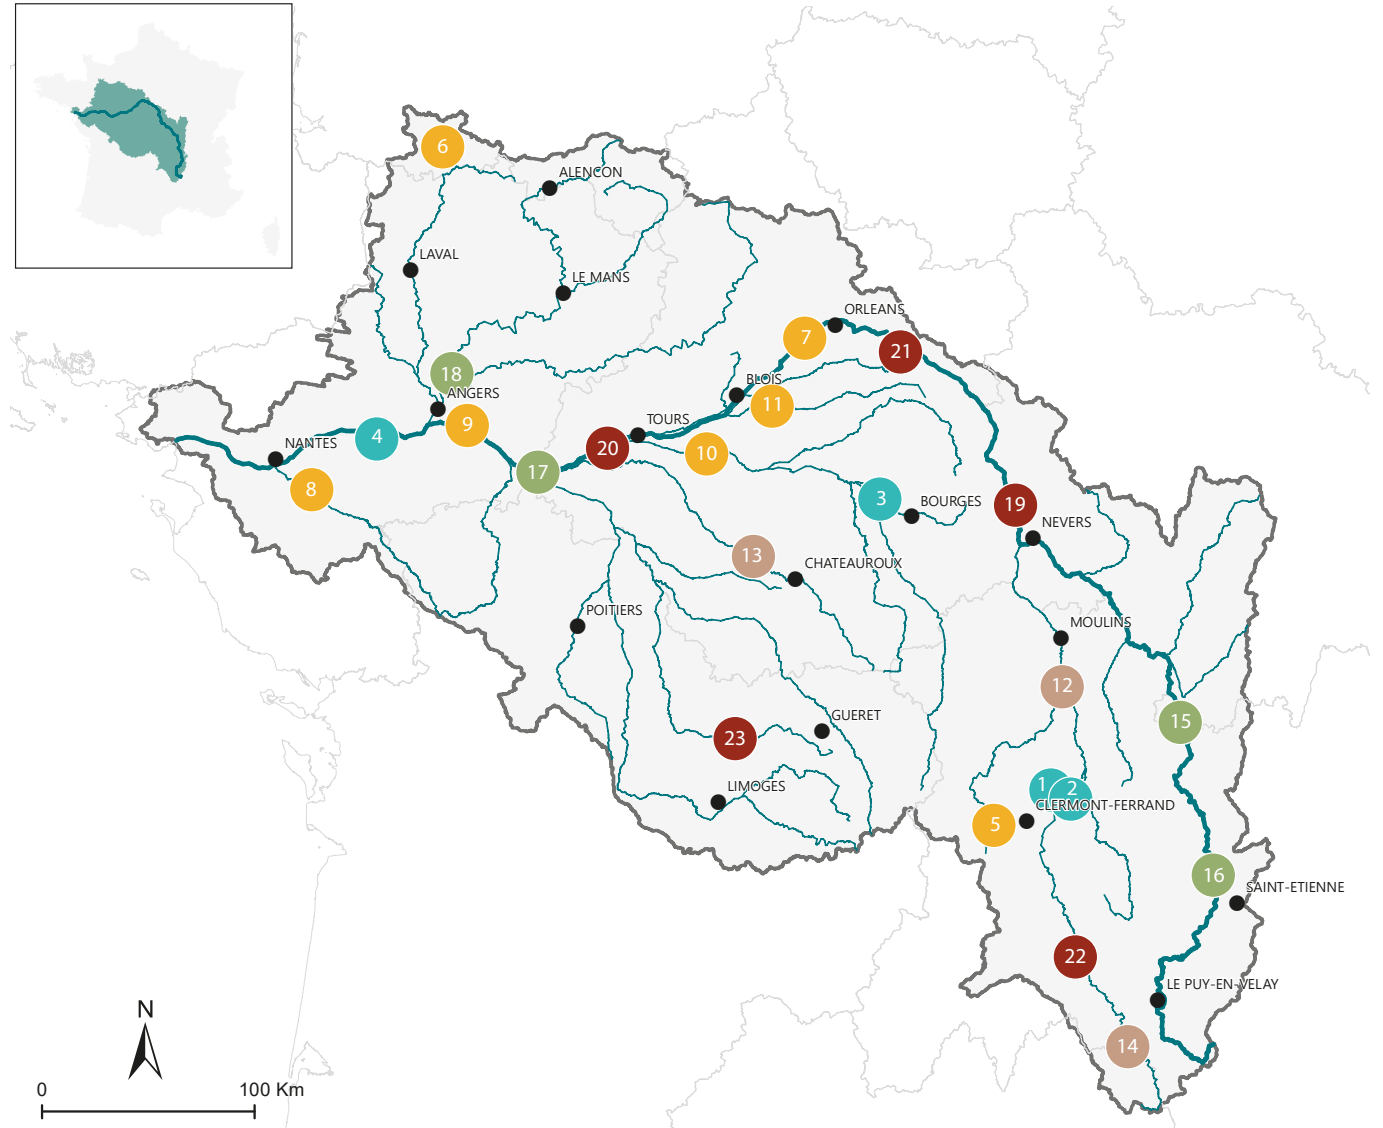 6
ALENCON
LAVAL
LE MANS
ORLEANS
7
21
18
BLOIS
ANGERS
11
9
4
TOURS
NANTES
20
10
17
8
3
BOURGES
19
NEVERS
13
CHATEAUROUX
POITIERS
MOULINS
12
GUERET
15
23
LIMOGES
1
2
CLERMONT-FERRAND
5
16
SAINT-ETIENNE
22
LE PUY-EN-VELAY
N
14
0
100 Km